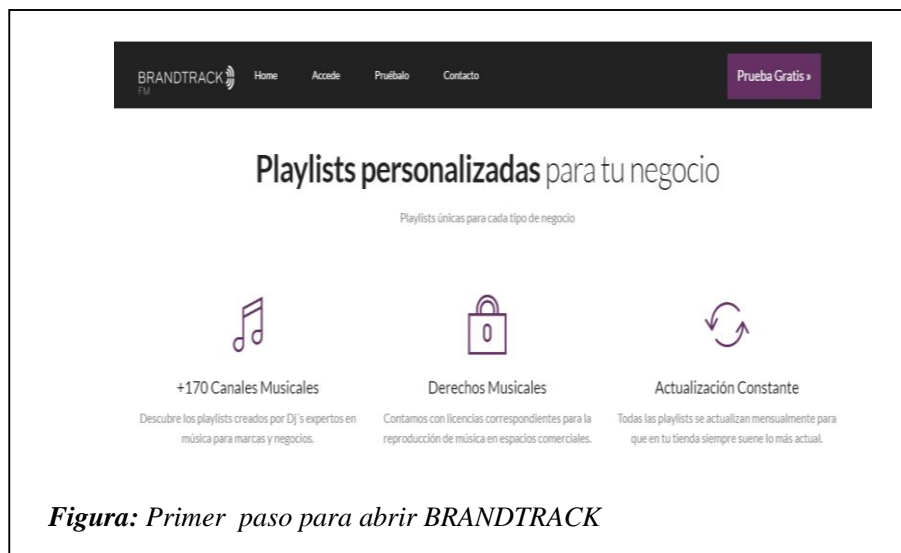 BRANDTRACK FM Home Accede Pruébalo Contacto Prueba Gratis »
Playlists personalizadas para tu negocio
Playlists únicas para cada tipo de negocio
+170 Canales Musicales
Descubre los playlists creados por Dj´s expertos en
música para marcas y negocios.
Derechos Musicales
Contamos con licencias correspondientes para la
reproducción de música en espacios comerciales.
Actualización Constante
Todas las playlists se actualizan mensualmente para
que en tu tienda siempre suene lo más actual.
Figura: Primer paso para abrir BRANDTRACK